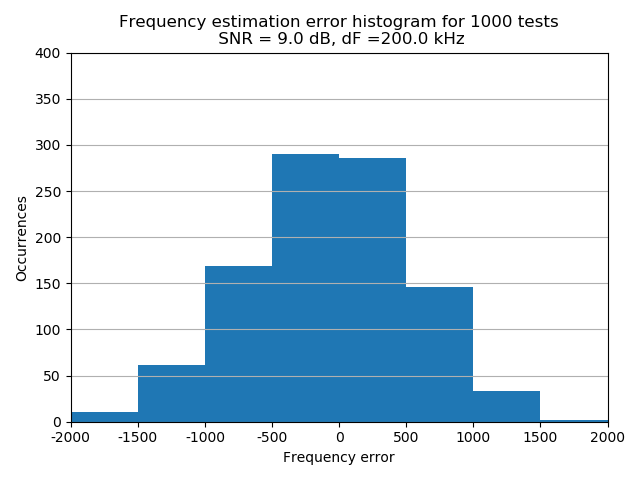 Frequency estimation error histogram for 1000 tests
SNR = 9.0 dB, dF =200.0 kHz
400
350
300
250
200
150
100
50
0
Occurrences
-2000 -1500 -1000 -500 0 500 1000 1500 2000
Frequency error